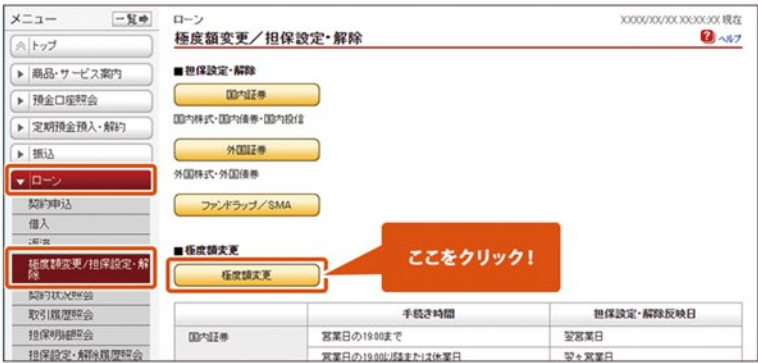 メニュー
一覧
トップ
商品・サービス案内
預金口座照会
定期預金預入・解約
振込
ローン
契約申込
借入
返済
極度額変更/担保設定・解
除
契約状況照会
取引履歴照会
担保明細照会
担保設定・解除履歴照会
ローン
XXXX/XX/XX XX:XX:XX 現在
極度額変更／担保設定・解除
? ヘルプ
■担保設定・解除
国内証券
国内株式・国内債券・国内投信
外国証券
外国株式・外国債券
ファンドラップ／SMA
■極度額変更
極度額変更
ここをクリック！
手続き時間
担保設定・解除反映日
国内証券
営業日の19:00まで
翌営業日
営業日の19:00以降または休業日
翌々営業日